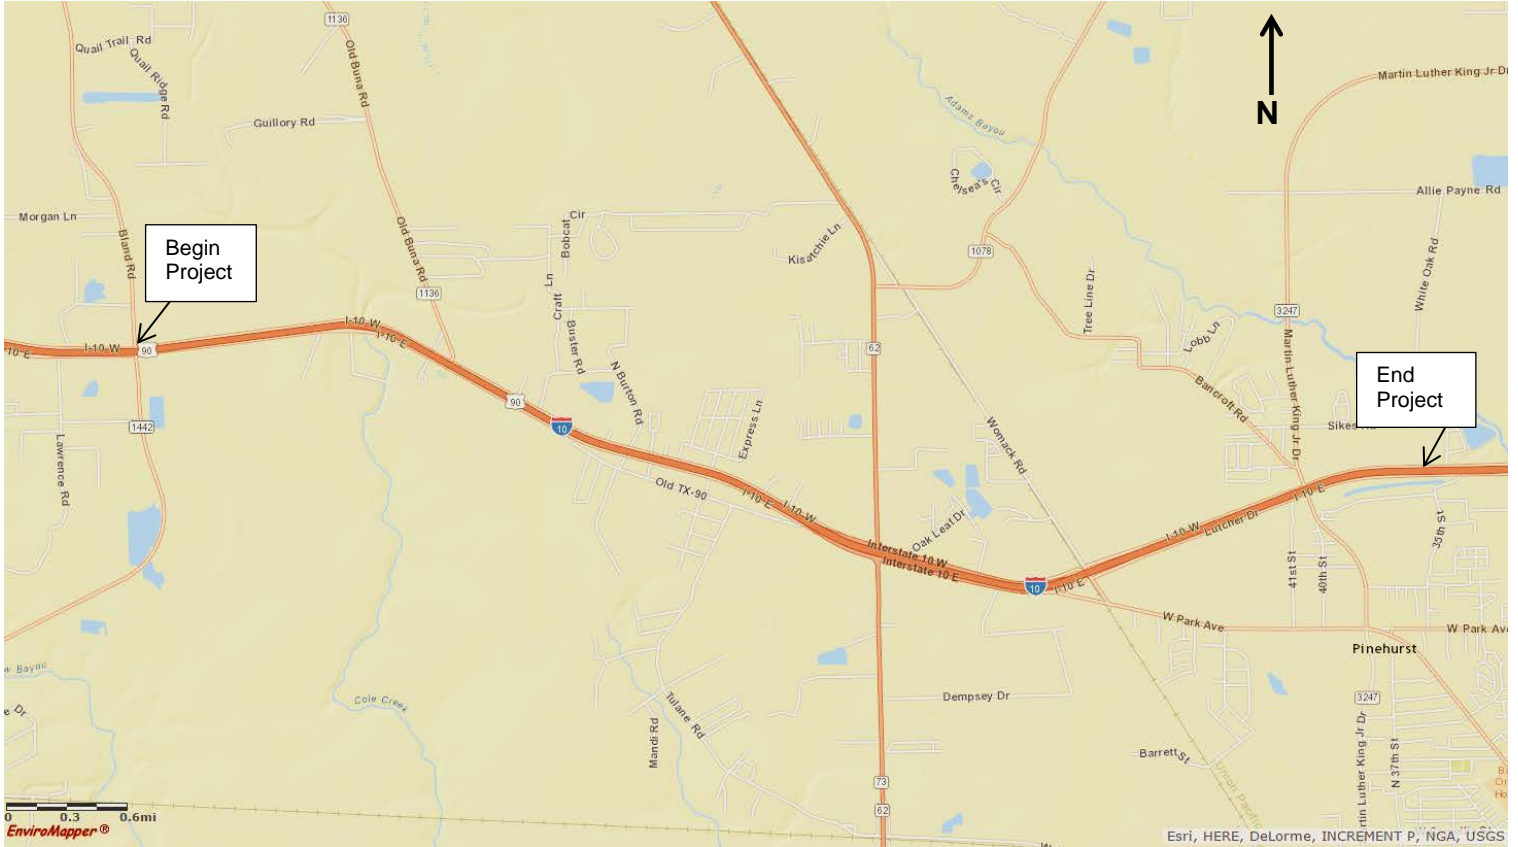 1136
Quail Trail Rd
Quail Ridge Rd
Old Buna Rd
Guillory Rd
Adams Bayou
N
Martin Luther King Jr Dr
Chelsea's Cir
Allie Payne Rd
Morgan Ln
Bland Rd
Begin
Project
Old Buna Rd
Bobcat Cir
Kisatchie Ln
1078
White Oak Rd
1136
Craft Ln
Tree Line Dr
3247
I-10-W
I-10-E
Buster Rd
62
Lobb Ln
Martin Luther King Jr Dr
10-E
I-10-W
90
End
Project
N Burton Rd
90
Bancroft Rd
1442
10
Express Ln
Womack Rd
Sikes
Lawrence Rd
Old TX-90
I-10-E
I-10-W
Oak Leaf Dr
I-10-W
Lutcher Dr
I-10-E
35th St
Interstate 10 W
Interstate 10 E
10
I-10-E
41st St
40th St
W Park Ave
W Park Ave
Pinehurst
w Bayou
Cole Creek
Dempsey Dr
3247
e Dr
Tulane Rd
Mandi Rd
Barrett St
Union Pacific
rtin Luther King Jr Dr
N 37th St
73
62
0 0.3 0.6mi
EnviroMapper ®
Esri, HERE, DeLorme, INCREMENT P, NGA, USGS